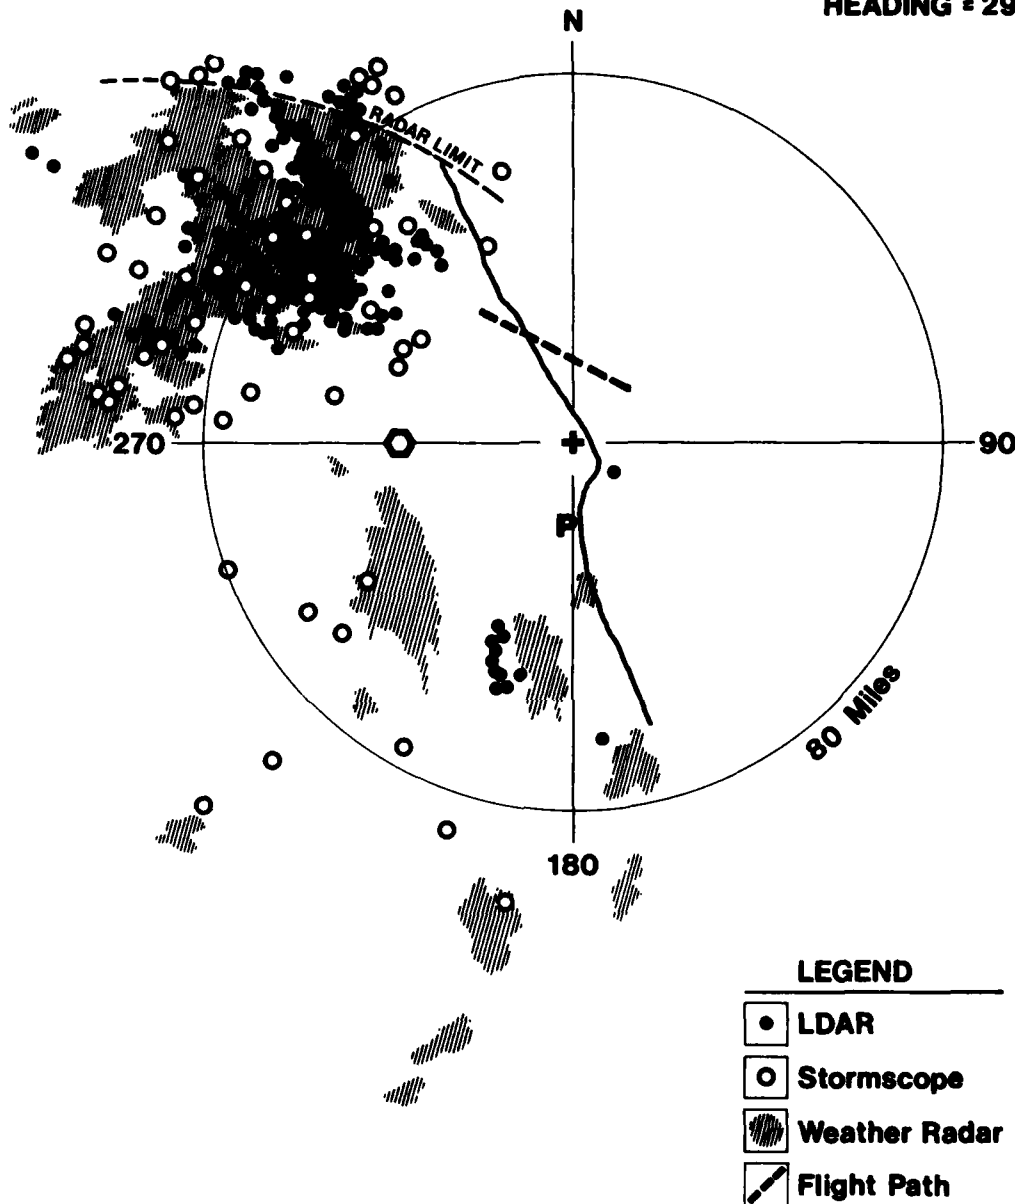 HEADING = 29
N
RADAR LIMIT
270
90
P
80 Miles
180
LEGEND
LDAR
Stormscope
Weather Radar
Flight Path